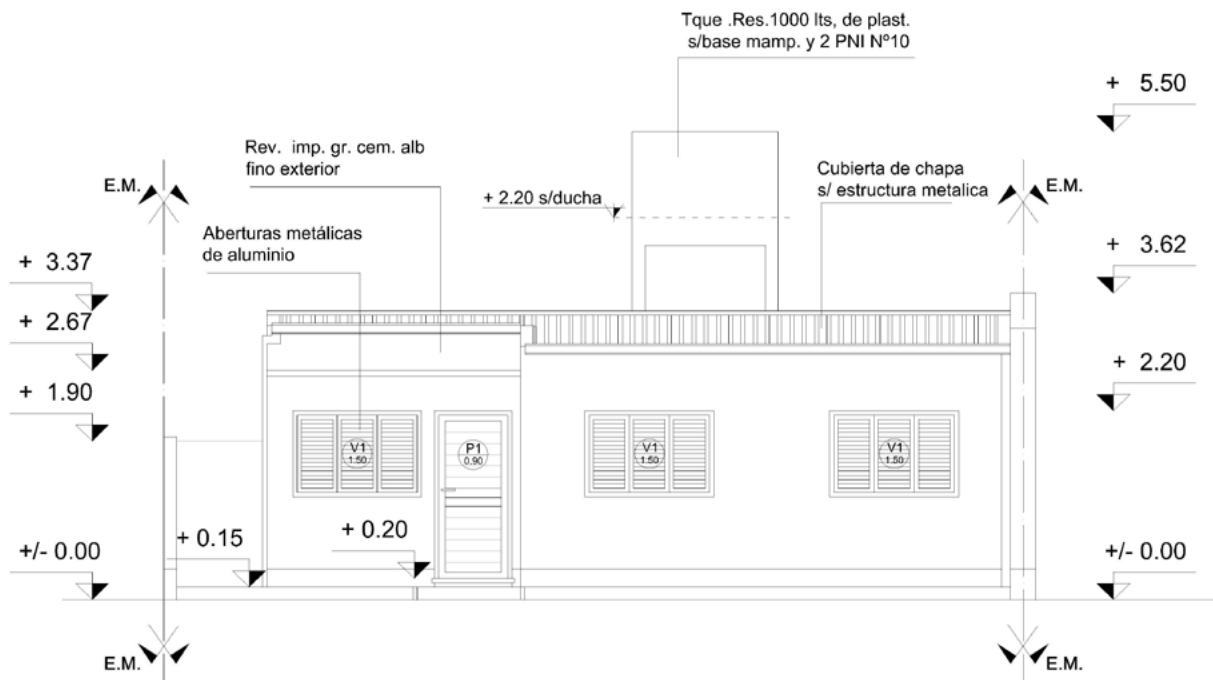 Tque .Res.1000 lts, de plast.
s/base mamp. y 2 PNI Nº10
+ 5.50
Rev. imp. gr. cem. alb
fino exterior
Cubierta de chapa
s/ estructura metalica
E.M.
E.M.
+ 2.20 s/ducha
Aberturas metálicas
de aluminio
+ 3.37
+ 3.62
+ 2.67
+ 2.20
+ 1.90
V1
1.50
P1
0.90
V1
1.50
V1
1.50
+ 0.15
+ 0.20
+/- 0.00
+/- 0.00
E.M.
E.M.